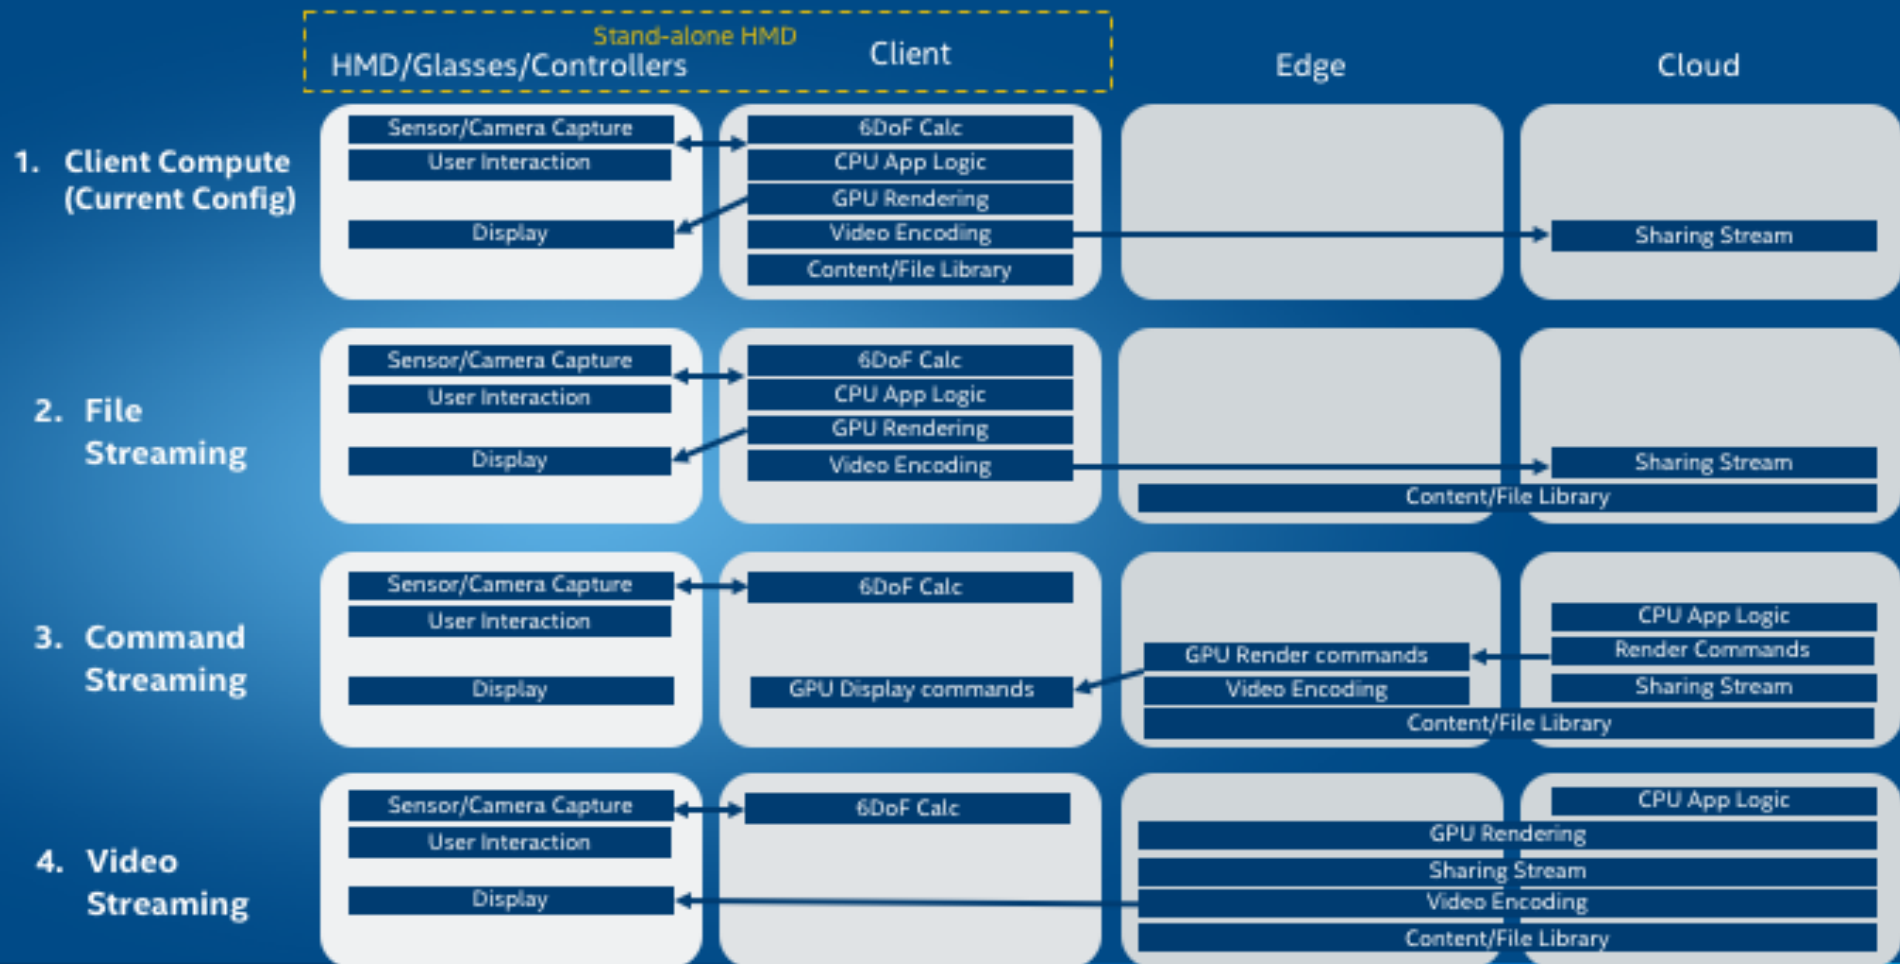 Stand-alone HMD
HMD/Glasses/Controllers
Client
Edge
Cloud
1. Client Compute
(Current Config)
Sensor/Camera Capture
User Interaction
Display
6DoF Calc
CPU App Logic
GPU Rendering
Video Encoding
Content/File Library
Sharing Stream
2. File
Streaming
Sensor/Camera Capture
User Interaction
Display
6DoF Calc
CPU App Logic
GPU Rendering
Video Encoding
Sharing Stream
Content/File Library
3. Command
Streaming
Sensor/Camera Capture
User Interaction
Display
6DoF Calc
GPU Display commands
GPU Render commands
Video Encoding
CPU App Logic
Render Commands
Sharing Stream
Content/File Library
4. Video
Streaming
Sensor/Camera Capture
User Interaction
Display
6DoF Calc
CPU App Logic
GPU Rendering
Sharing Stream
Video Encoding
Content/File Library